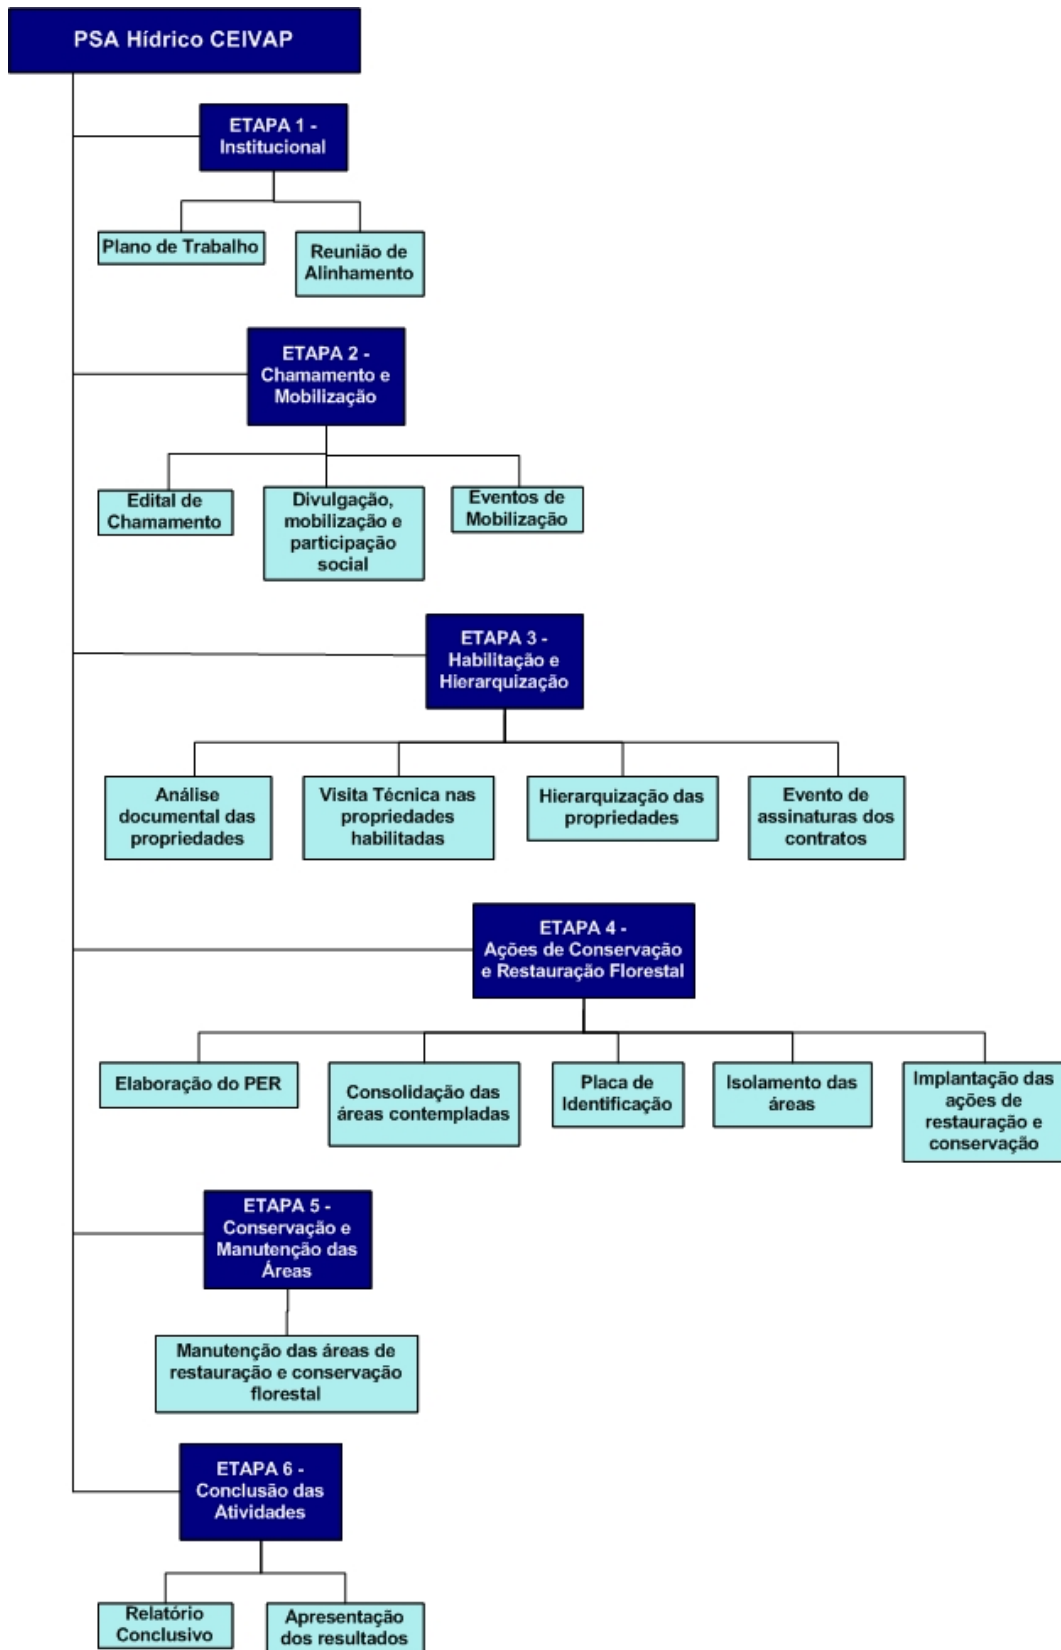 PSA Hídrico CEIVAP
ETAPA 1 -
Institucional
Plano de Trabalho
Reunião de
Alinhamento
ETAPA 2 -
Chamamento e
Mobilização
Edital de
Chamamento
Divulgação,
mobilização e
participação
social
Eventos de
Mobilização
ETAPA 3 -
Habilitação e
Hierarquização
Análise
documental das
propriedades
Visita Técnica nas
propriedades
habilitadas
Hierarquização das
propriedades
Evento de
assinaturas dos
contratos
ETAPA 4 -
Ações de Conservação
e Restauração Florestal
Elaboração do PER
Consolidação das
áreas contempladas
Placa de
Identificação
Isolamento das
áreas
Implantação das
ações de
restauração e
conservação
ETAPA 5 -
Conservação e
Manutenção das
Áreas
Manutenção das áreas de
restauração e conservação
florestal
ETAPA 6 -
Conclusão das
Atividades
Relatório
Conclusivo
Apresentação
dos resultados